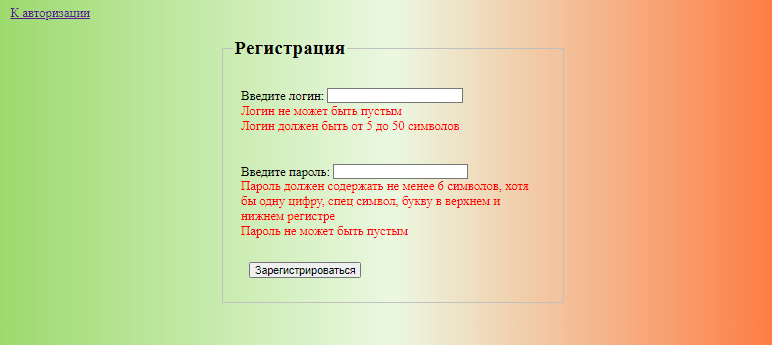 К авторизации
Регистрация
Введите логин:
Логин не может быть пустым
Логин должен быть от 5 до 50 символов
Введите пароль:
Пароль должен содержать не менее 6 символов, хотя
бы одну цифру, спец символ, букву в верхнем и
нижнем регистре
Пароль не может быть пустым
Зарегистрироваться